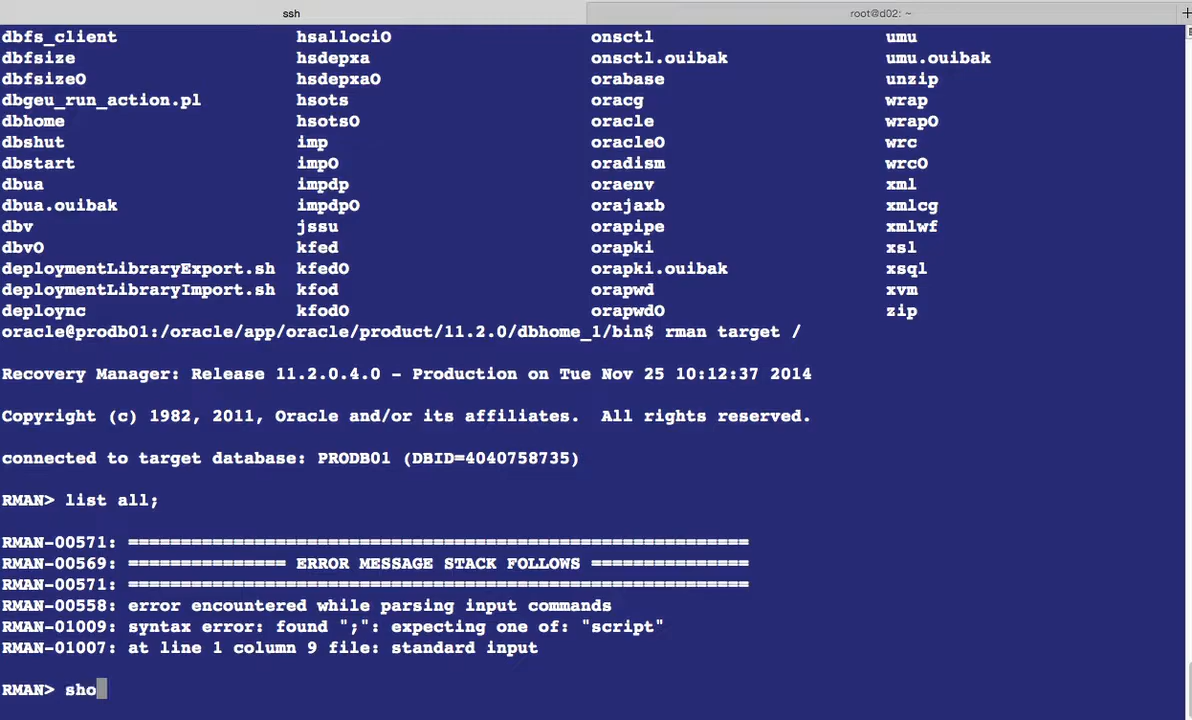 ssh root@d02: ~ +
dbfs_client hsallociO onsctl umu
dbfsize hsdepxa onsctl.ouibak umu.ouibak
dbfsizeO hsdepxaO orabase unzip
dbgeu_run_action.pl hsots oracg wrap
dbhome hsotsO oracle wrapO
dbshut imp oracleO wrc
dbstart impO oradism wrcO
dbua impdp oraenv xml
dbua.ouibak impdpO orajaxb xmlcg
dbv jssu orapipe xmlwf
dbvO kfed orapki xsl
deploymentLibraryExport.sh kfedO orapki.ouibak xsql
deploymentLibraryImport.sh kfod orapwd xvm
deploync kfodO orapwdO zip
oracle@prodb01:/oracle/app/oracle/product/11.2.0/dbhome_1/bin$ rman target /
Recovery Manager: Release 11.2.0.4.0 - Production on Tue Nov 25 10:12:37 2014
Copyright (c) 1982, 2011, Oracle and/or its affiliates.  All rights reserved.
connected to target database: PRODB01 (DBID=4040758735)
RMAN> list all;
RMAN-00571: ===========================================================
RMAN-00569: =============== ERROR MESSAGE STACK FOLLOWS ===============
RMAN-00571: ===========================================================
RMAN-00558: error encountered while parsing input commands
RMAN-01009: syntax error: found ";": expecting one of: "script"
RMAN-01007: at line 1 column 9 file: standard input
RMAN> sho